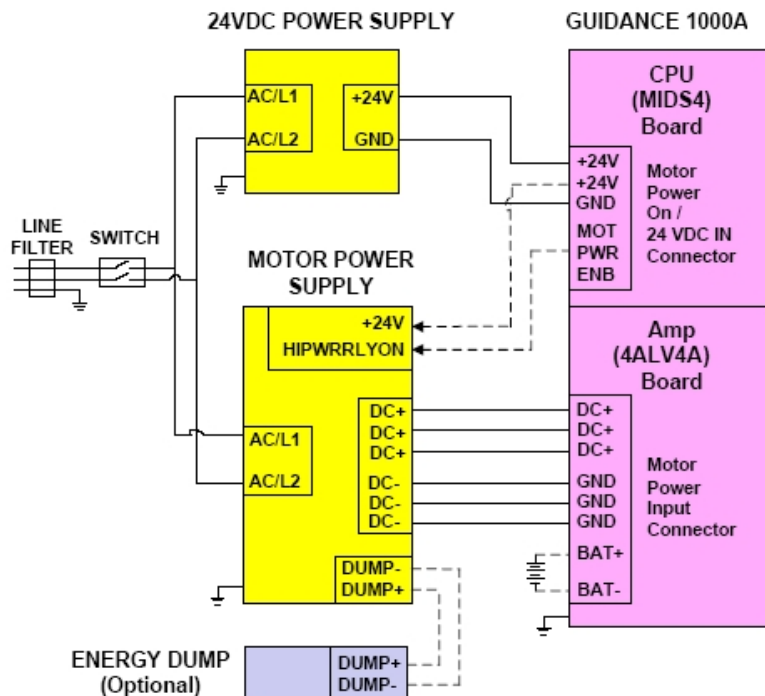 24VDC POWER SUPPLY
GUIDANCE 1000A
AC/L1
+24V
AC/L2
GND
CPU
(MIDS4)
Board
+24V
+24V
GND
MOT
PWR
ENB
Motor
Power
On /
24 VDC IN
Connector
LINE
FILTER
SWITCH
MOTOR POWER
SUPPLY
+24V
HIPWRRLYON
AC/L1
AC/L2
DC+
DC+
DC+
DC-
DC-
DC-
DUMP-
DUMP+
Amp
(4ALV4A)
Board
DC+
DC+
DC+
GND
GND
GND
BAT+
BAT-
Motor
Power
Input
Connector
ENERGY DUMP
(Optional)
DUMP+
DUMP-